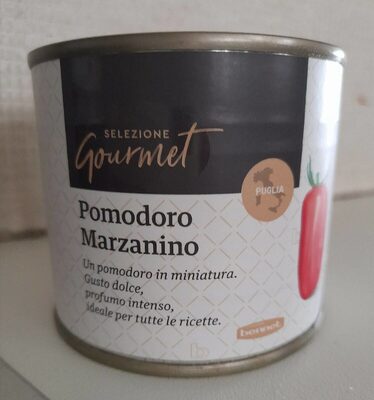 SELEZIONE
Gourmet
PUGLIA
Pomodoro
Marzanino
Un pomodoro in miniatura.
Gusto dolce,
profumo intenso,
ideale per tutte le ricette.
bennet